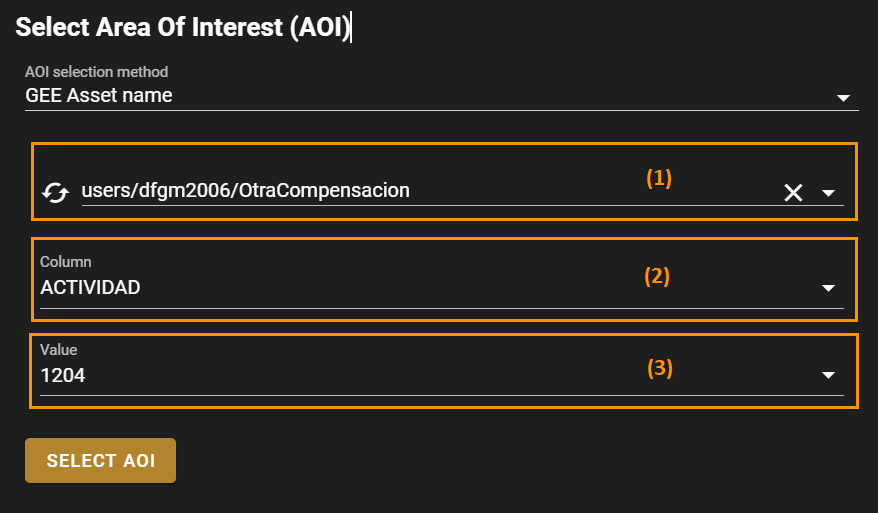 Select Area Of Interest (AOI)
AOI selection method
GEE Asset name
users/dfgm2006/OtraCompensacion (1)
Column
ACTIVIDAD (2)
Value
1204 (3)
SELECT AOI